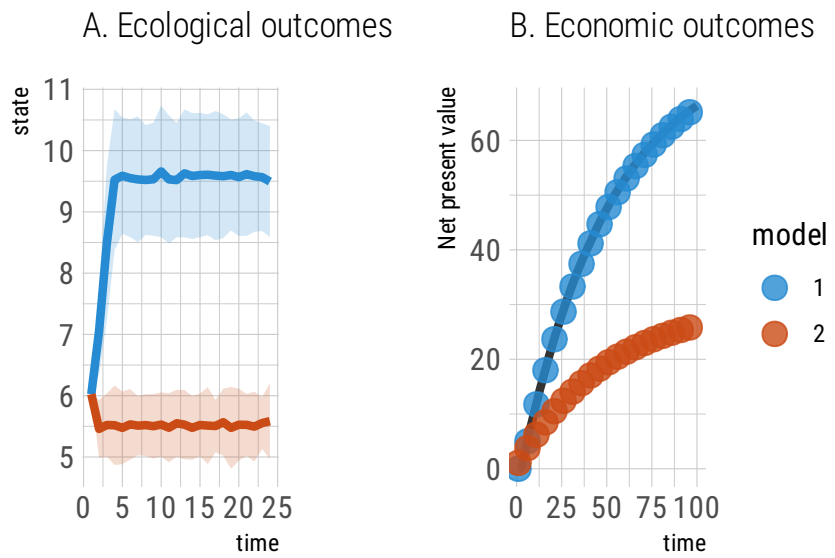 A. Ecological outcomes
state
11
10
9
8
7
6
5
0 5 10 15 20 25
time
B. Economic outcomes
Net present value
60
40
20
0
0 25 50 75 100
time
model
1
2